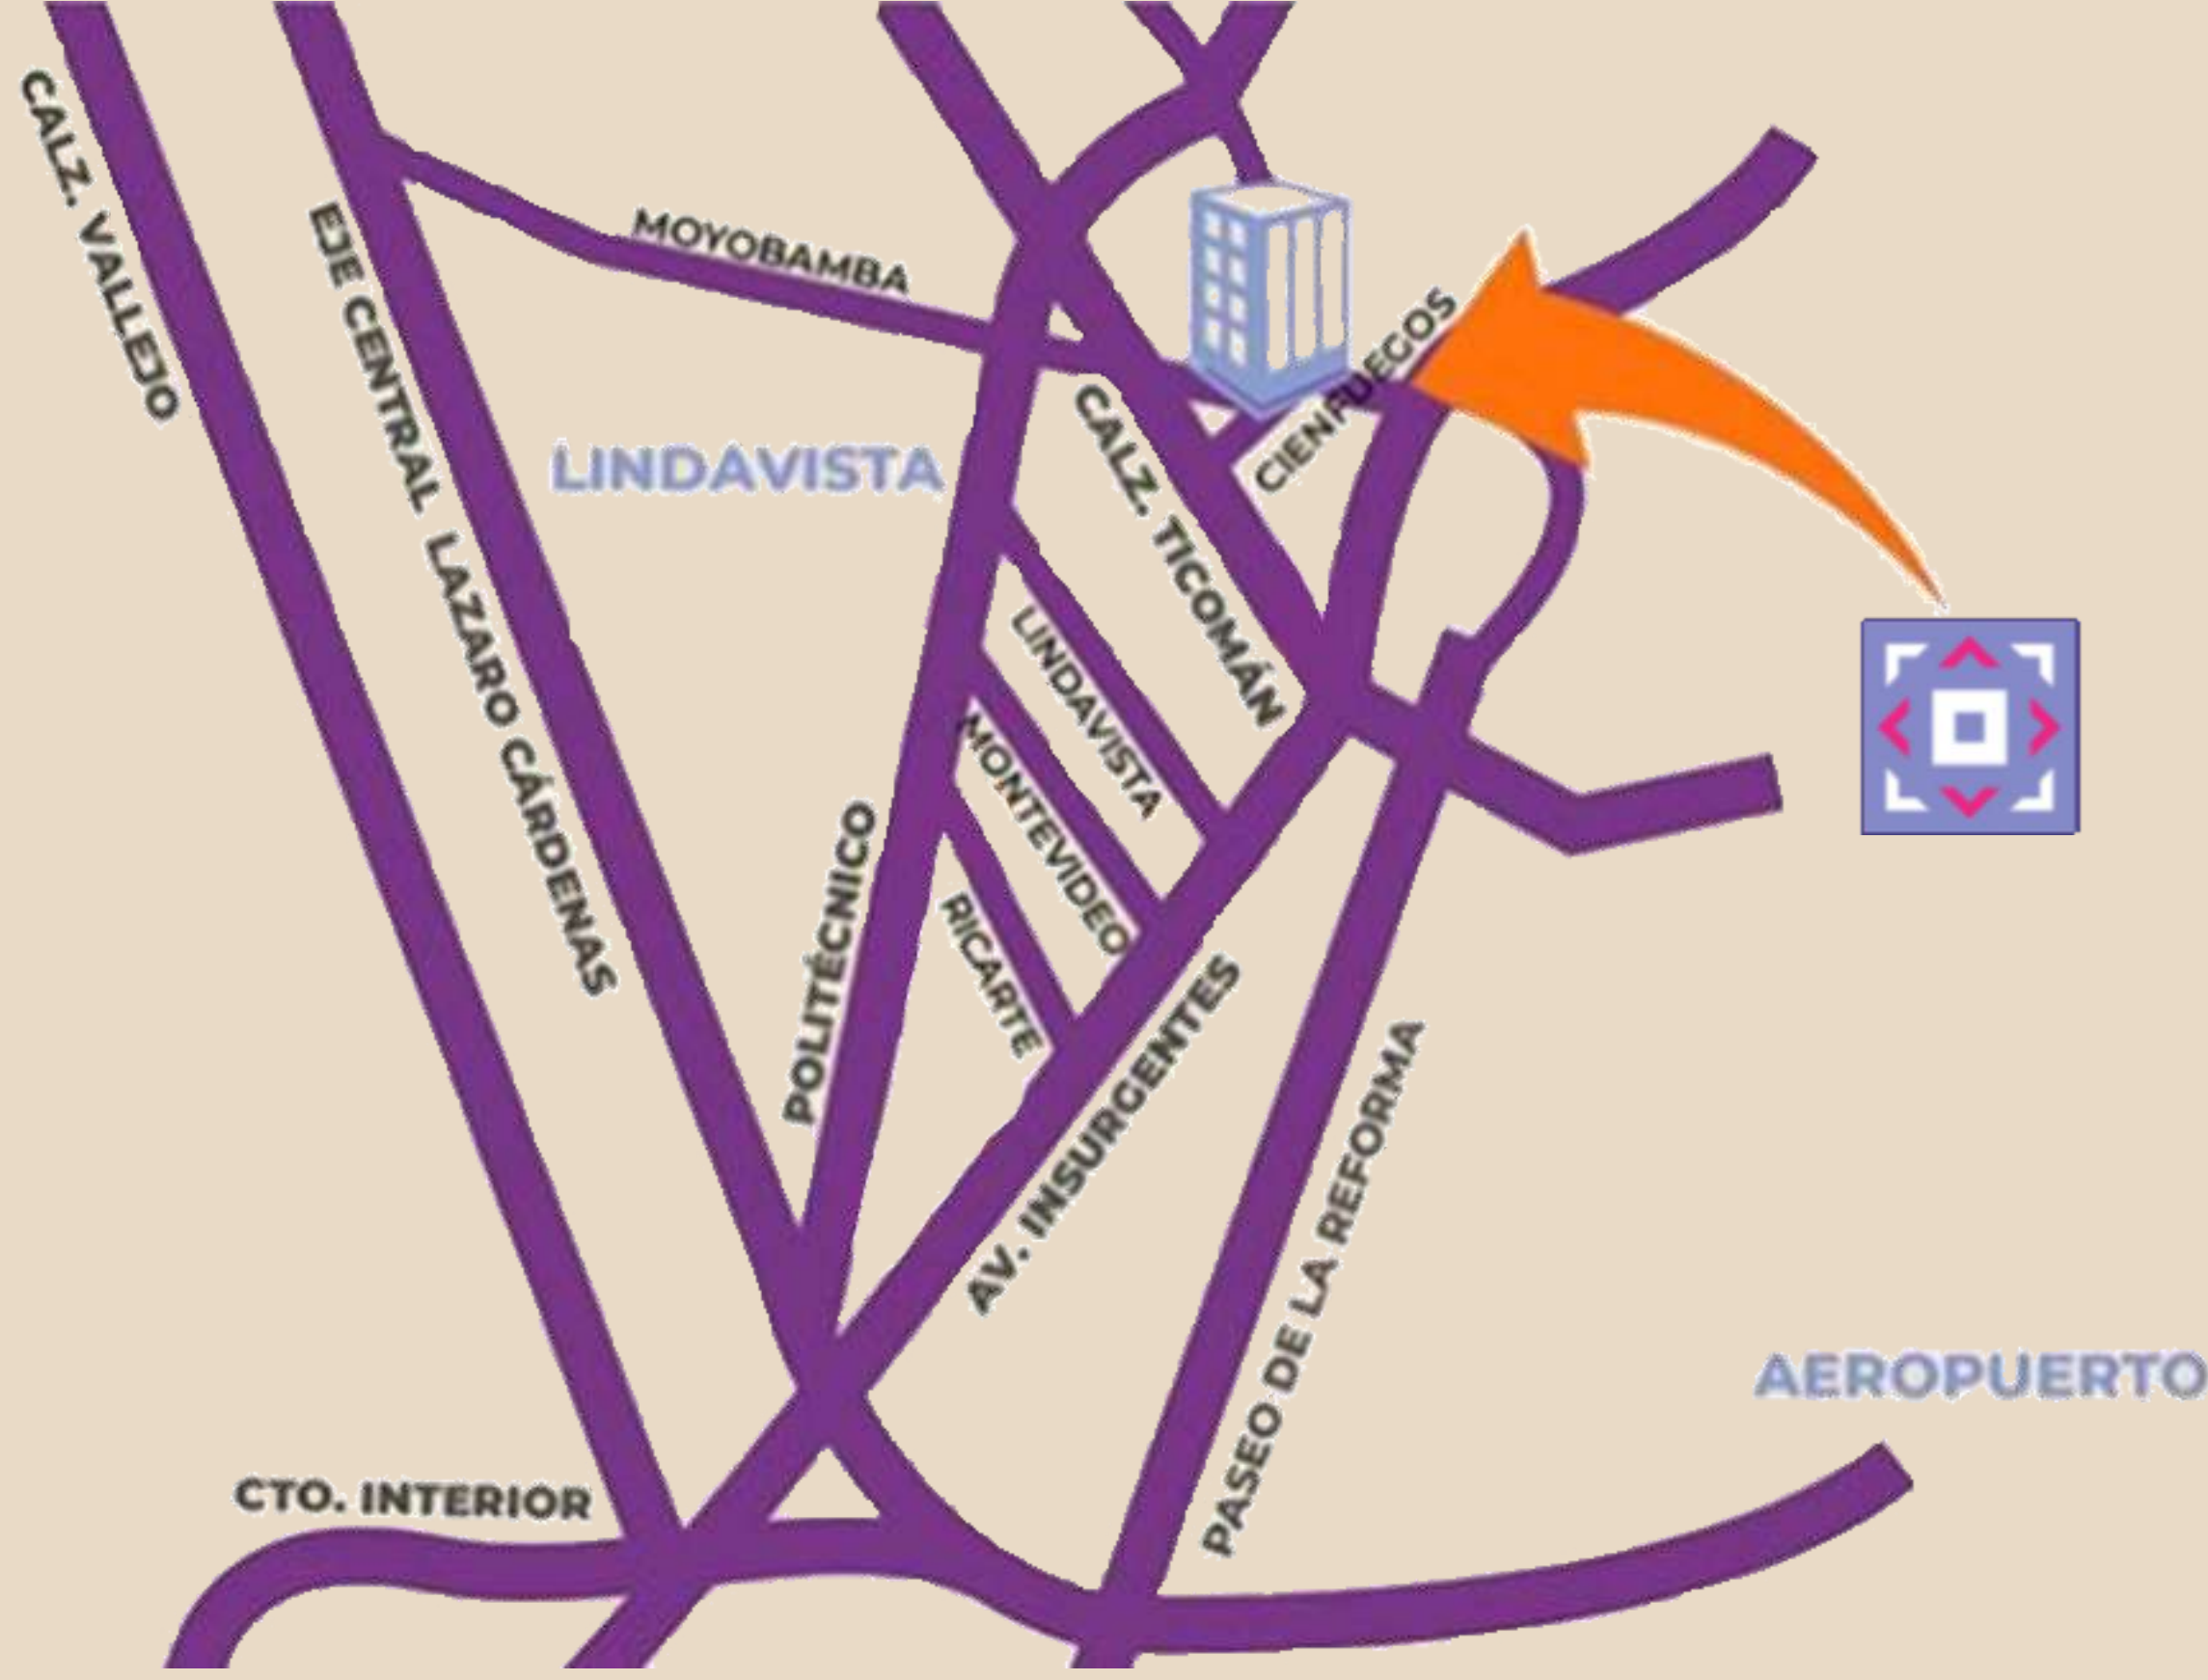 CALZ. VALLEJO
EJE CENTRAL LAZARO CÁRDENAS
MOYOBAMBA
CIENFUEGOS
LINDAVISTA
CALZ. TICOMÁN
LINDAVISTA
MONTEVIDEO
RICARTE
POLITÉCNICO
AV. INSURGENTES
PASEO DE LA REFORMA
AEROPUERTO
CTO. INTERIOR